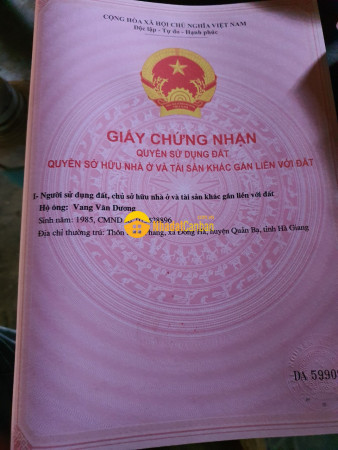 CỘNG HÒA XÃ HỘI CHỦ NGHĨA VIỆT NAM
Độc lập - Tự do - Hạnh phúc
GIẤY CHỨNG NHẬN
QUYỀN SỬ DỤNG ĐẤT
QUYỀN SỞ HỮU NHÀ Ở VÀ TÀI SẢN KHÁC GẮN LIỀN VỚI ĐẤT
I- Người sử dụng đất, chủ sở hữu nhà ở và tài sản khác gắn liền với đất
Hộ ông: Vang Văn Dương
Sinh năm: 1985, CMND
Địa chỉ thường trú: Thôn xã Đông Hà, huyện Quản Bạ, tỉnh Hà Giang
DA